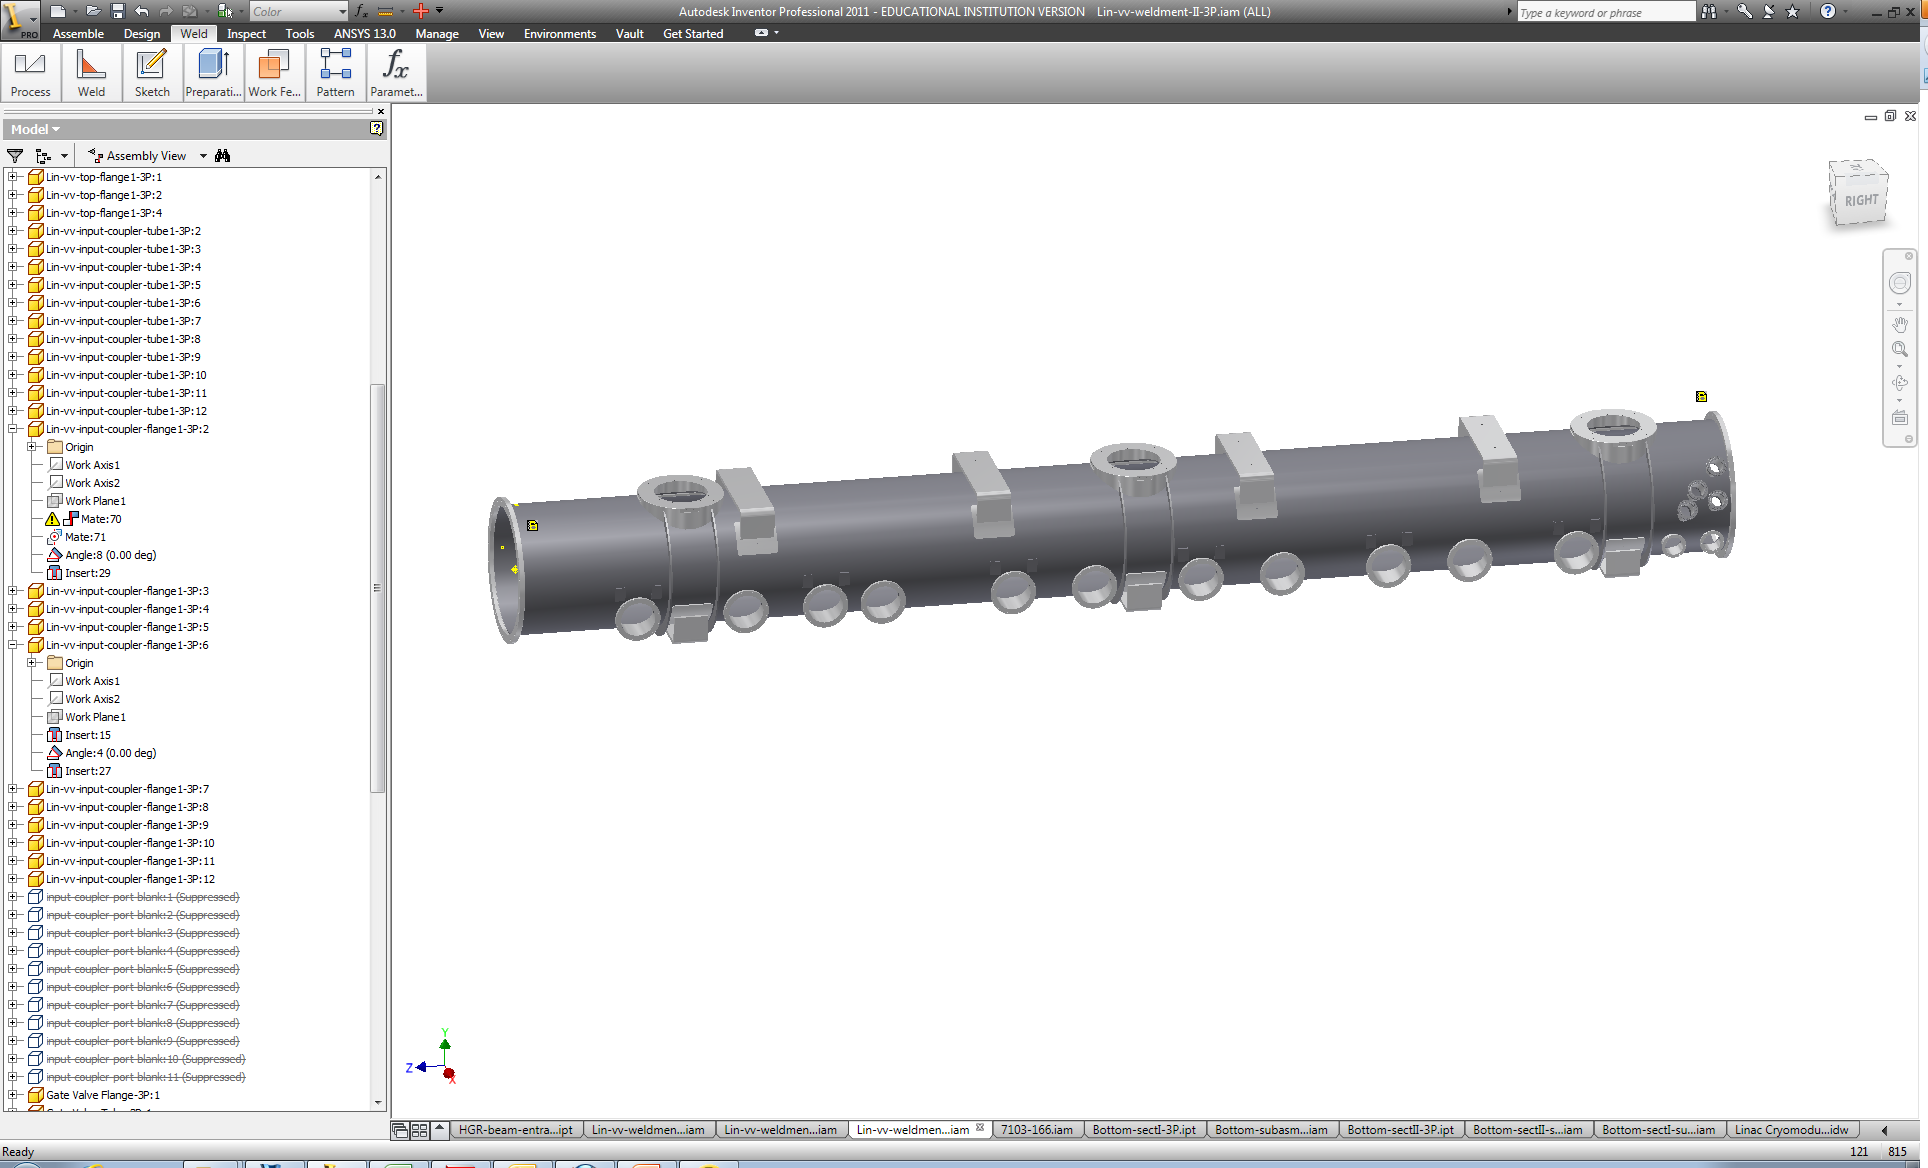 Color
Autodesk Inventor Professional 2011 - EDUCATIONAL INSTITUTION VERSION Lin-vv-weldment-II-3P.iam (ALL)
Type a keyword or phrase
PRO
Assemble Design Weld Inspect Tools ANSYS 13.0 Manage View Environments Vault Get Started
Process Weld Sketch Preparati... Work Fe... Pattern Paramet...
Model
Assembly View
Lin-vv-top-flange1-3P:1
Lin-vv-top-flange1-3P:2
Lin-vv-top-flange1-3P:4
Lin-vv-input-coupler-tube1-3P:2
Lin-vv-input-coupler-tube1-3P:3
Lin-vv-input-coupler-tube1-3P:4
Lin-vv-input-coupler-tube1-3P:5
Lin-vv-input-coupler-tube1-3P:6
Lin-vv-input-coupler-tube1-3P:7
Lin-vv-input-coupler-tube1-3P:8
Lin-vv-input-coupler-tube1-3P:9
Lin-vv-input-coupler-tube1-3P:10
Lin-vv-input-coupler-tube1-3P:11
Lin-vv-input-coupler-tube1-3P:12
Lin-vv-input-coupler-flange1-3P:2
Origin
Work Axis1
Work Axis2
Work Plane1
Mate:70
Mate:71
Angle:8 (0.00 deg)
Insert:29
Lin-vv-input-coupler-flange1-3P:3
Lin-vv-input-coupler-flange1-3P:4
Lin-vv-input-coupler-flange1-3P:5
Lin-vv-input-coupler-flange1-3P:6
Origin
Work Axis1
Work Axis2
Work Plane1
Insert:15
Angle:4 (0.00 deg)
Insert:27
Lin-vv-input-coupler-flange1-3P:7
Lin-vv-input-coupler-flange1-3P:8
Lin-vv-input-coupler-flange1-3P:9
Lin-vv-input-coupler-flange1-3P:10
Lin-vv-input-coupler-flange1-3P:11
Lin-vv-input-coupler-flange1-3P:12
input coupler port blank:1 (Suppressed)
input coupler port blank:2 (Suppressed)
input coupler port blank:3 (Suppressed)
input coupler port blank:4 (Suppressed)
input coupler port blank:5 (Suppressed)
input coupler port blank:6 (Suppressed)
input coupler port blank:7 (Suppressed)
input coupler port blank:8 (Suppressed)
input coupler port blank:9 (Suppressed)
input coupler port blank:10 (Suppressed)
input coupler port blank:11 (Suppressed)
Gate Valve Flange-3P:1
RIGHT
Y
Z
X
HGR-beam-entra...ipt Lin-vv-weldmen...iam Lin-vv-weldmen...iam Lin-vv-weldmen...iam 7103-166.iam Bottom-sectI-3P.ipt Bottom-subasm...iam Bottom-sectII-3P.ipt Bottom-sectII-s...iam Bottom-sectI-su...iam Linac Cryomodu...idw
Ready
121 815